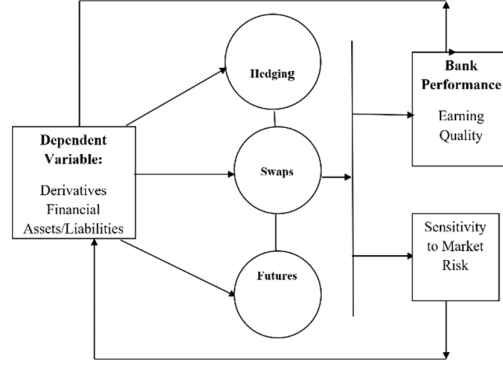 Dependent
Variable:
Derivatives
Financial
Assets/Liabilities
Hedging
Swaps
Futures
Bank
Performance
Earning
Quality
Sensitivity
to Market
Risk